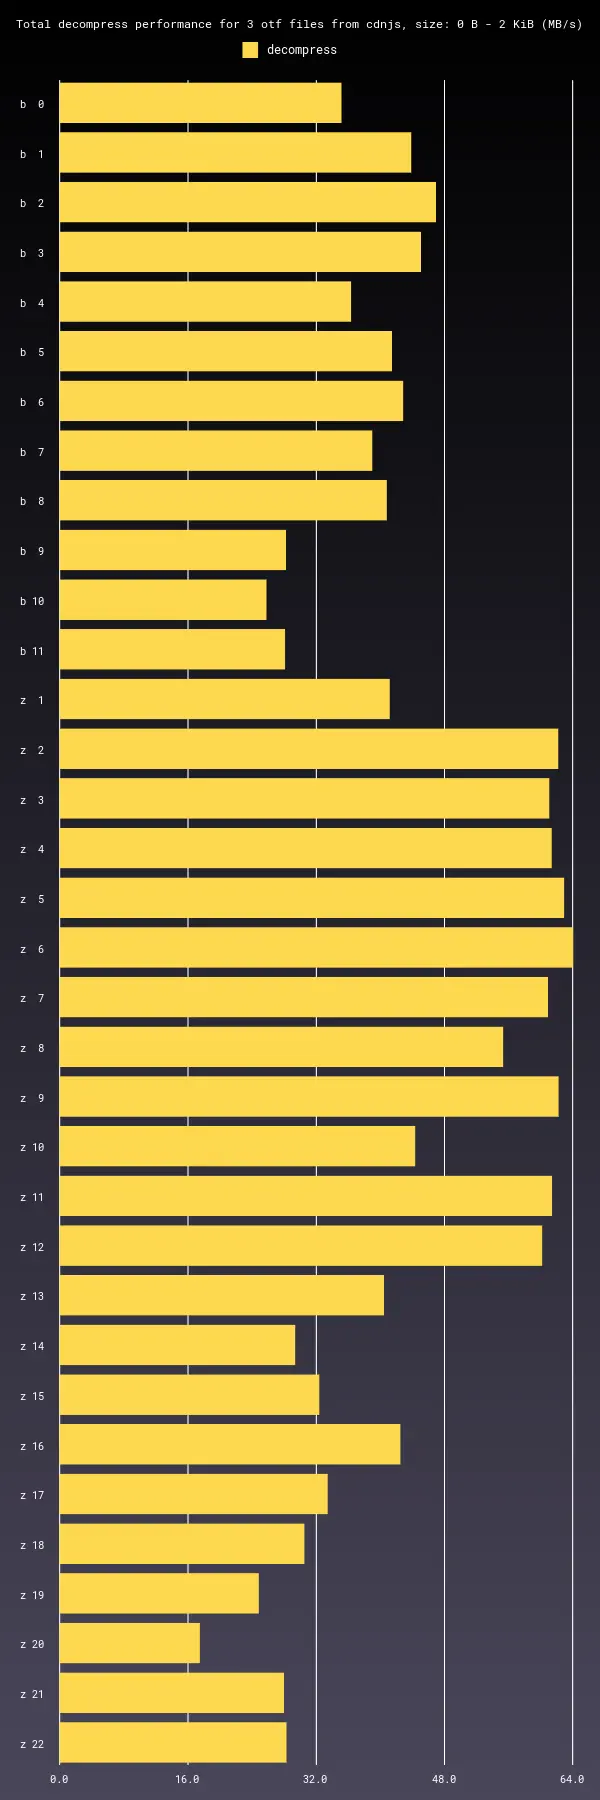 Total decompress performance for 3 otf files from cdnjs, size: 0 B - 2 KiB (MB/s)
decompress
b 0
b 1
b 2
b 3
b 4
b 5
b 6
b 7
b 8
b 9
b 10
b 11
z 1
z 2
z 3
z 4
z 5
z 6
z 7
z 8
z 9
z 10
z 11
z 12
z 13
z 14
z 15
z 16
z 17
z 18
z 19
z 20
z 21
z 22
0.0 16.0 32.0 48.0 64.0